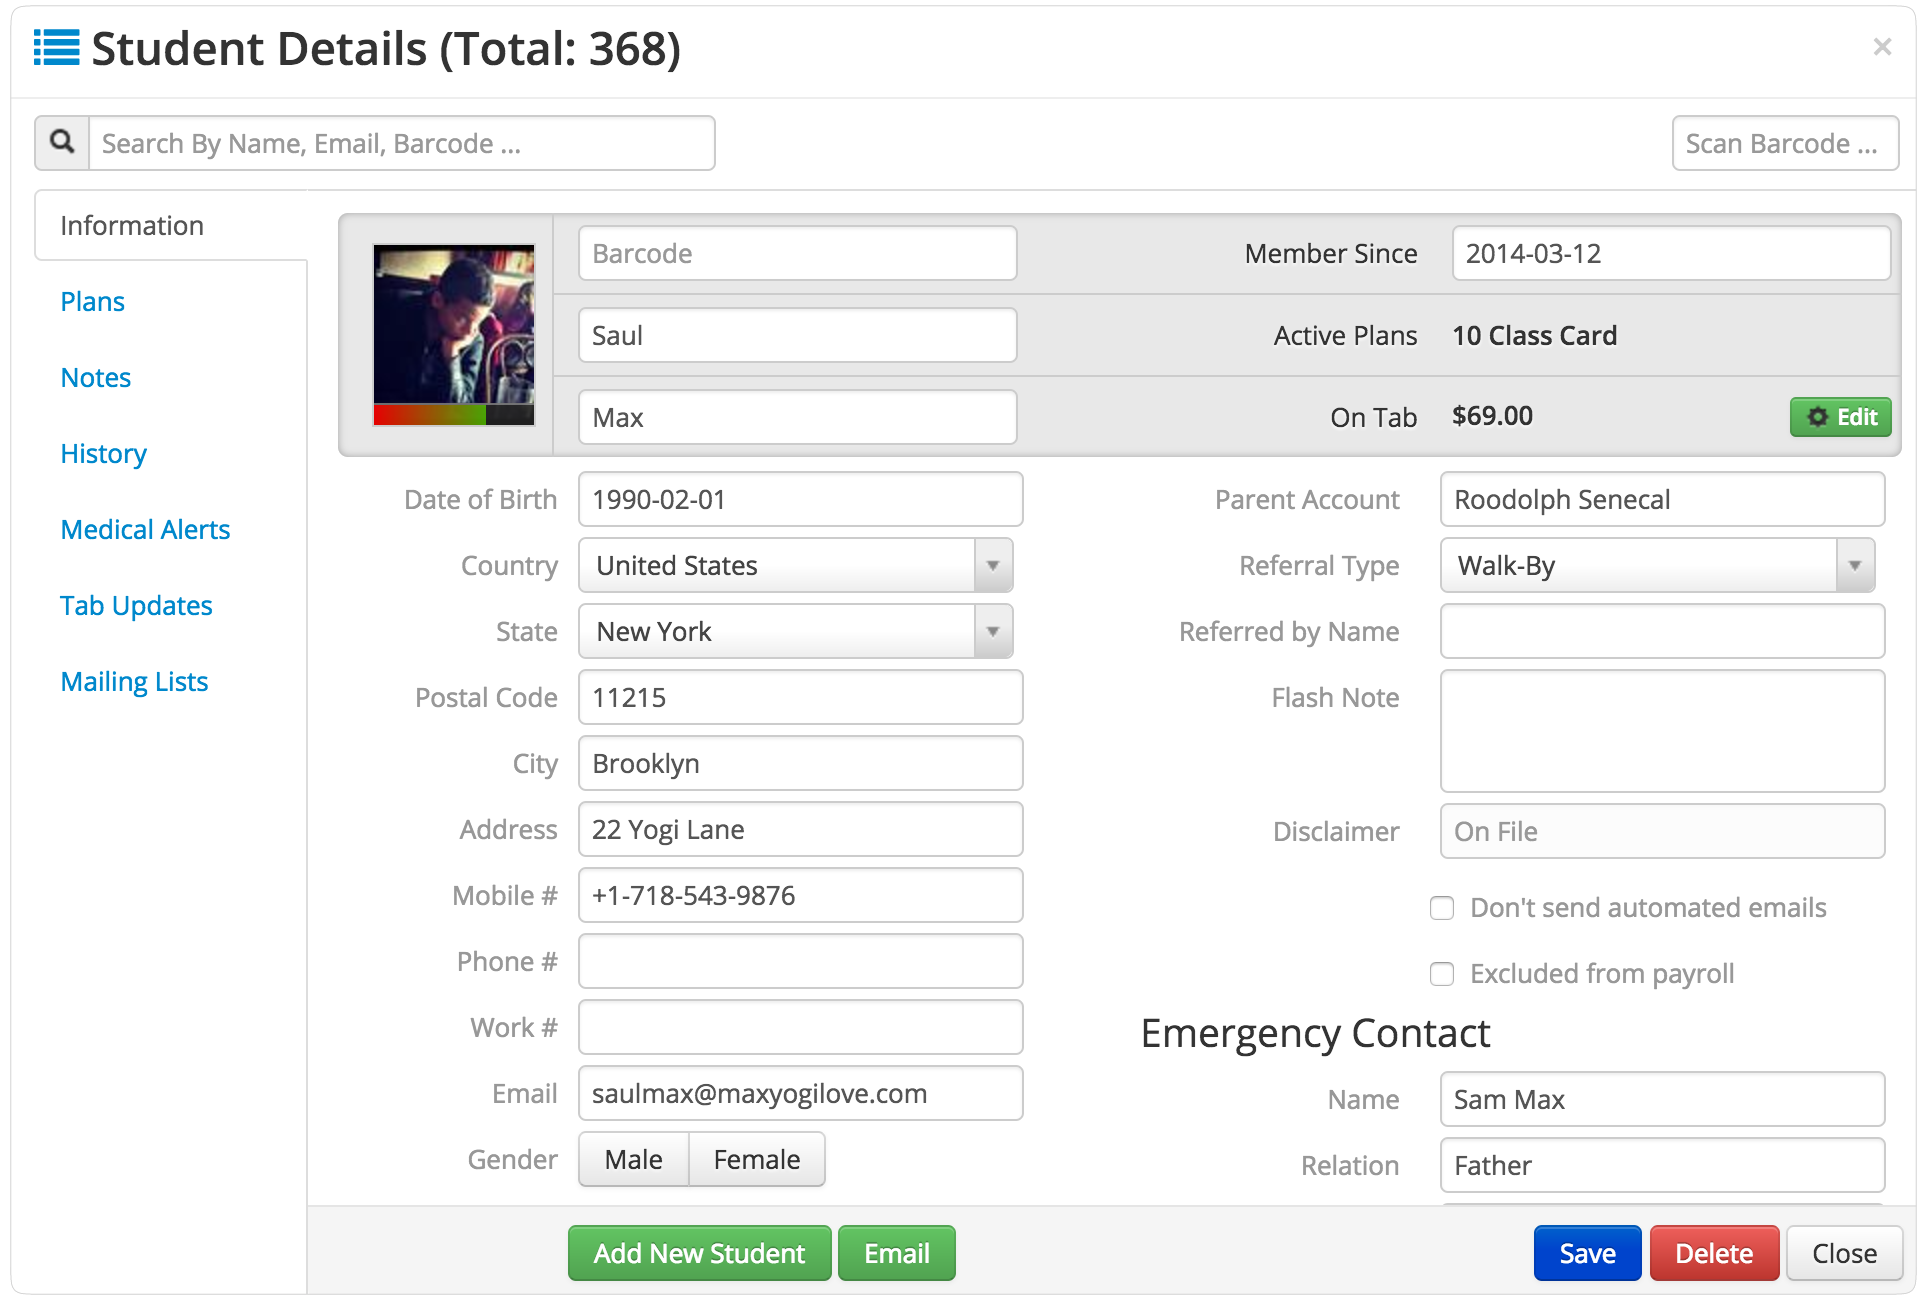 Student Details (Total: 368)
×
Search By Name, Email, Barcode ...
Scan Barcode ...
Information
Plans
Notes
History
Medical Alerts
Tab Updates
Mailing Lists
Barcode
Member Since 2014-03-12
Saul
Active Plans 10 Class Card
Max
On Tab $69.00 Edit
Date of Birth 1990-02-01
Country United States
State New York
Postal Code 11215
City Brooklyn
Address 22 Yogi Lane
Mobile # +1-718-543-9876
Phone #
Work #
Email saulmax@maxyogilove.com
Gender Male Female
Parent Account Roodolph Senecal
Referral Type Walk-By
Referred by Name
Flash Note
Disclaimer On File
Don't send automated emails
Excluded from payroll
Emergency Contact
Name Sam Max
Relation Father
Add New Student Email Save Delete Close